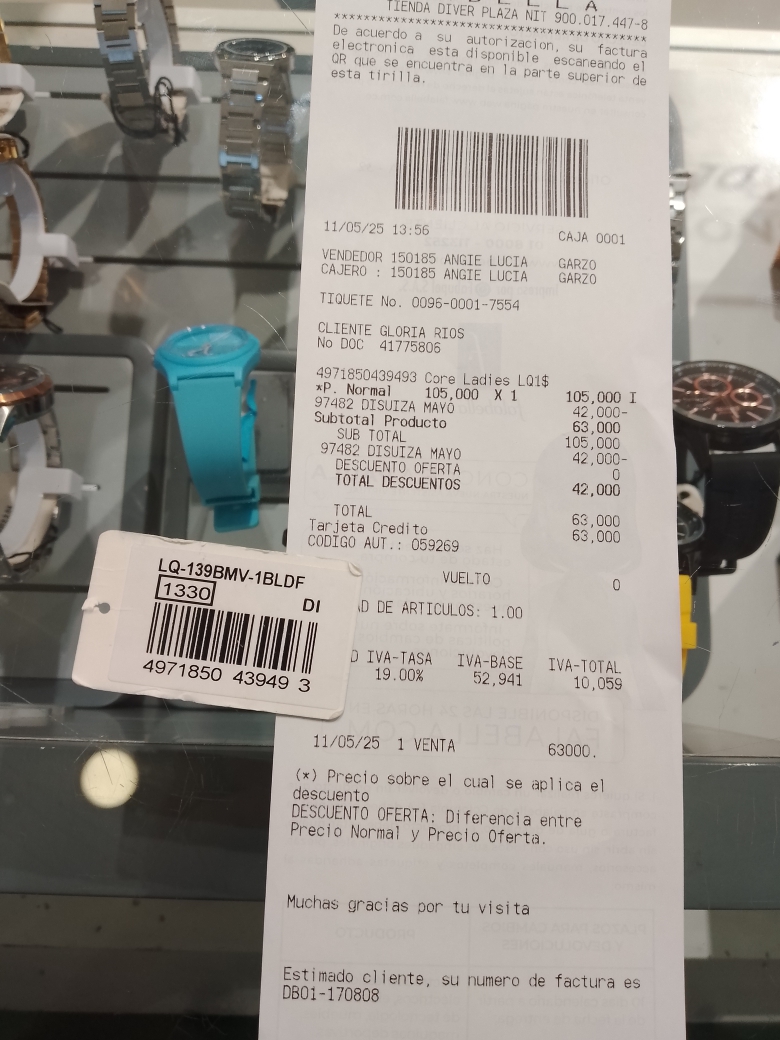 B E L L A
TIENDA DIVER PLAZA NIT 900.017.447-8
****************************************
De acuerdo a su autorizacion, su factura
electronica esta disponible escaneando el
QR que se encuentra en la parte superior de
esta tirilla.
11/05/25 13:56 CAJA 0001
VENDEDOR 150185 ANGIE LUCIA GARZO
CAJERO : 150185 ANGIE LUCIA GARZO
TIQUETE No. 0096-0001-7554
CLIENTE GLORIA RIOS
No DOC 41775806
4971850439493 Core Ladies LQ1$
*P. Normal 105,000 X 1 105,000 I
97482 DISUIZA MAYO 42,000-
Subtotal Producto 63,000
SUB TOTAL 105,000
97482 DISUIZA MAYO 42,000-
DESCUENTO OFERTA 0
TOTAL DESCUENTOS 42,000
TOTAL 63,000
Tarjeta Credito 63,000
CODIGO AUT.: 059269
VUELTO 0
AD DE ARTICULOS: 1.00
D IVA-TASA IVA-BASE IVA-TOTAL
19.00% 52,941 10,059
11/05/25 1 VENTA 63000.
(*) Precio sobre el cual se aplica el
descuento
DESCUENTO OFERTA: Diferencia entre
Precio Normal y Precio Oferta.
Muchas gracias por tu visita
Estimado cliente, su numero de factura es
DB01-170808
LQ-139BMV-1BLDF
1330
DI
4971850 43949 3